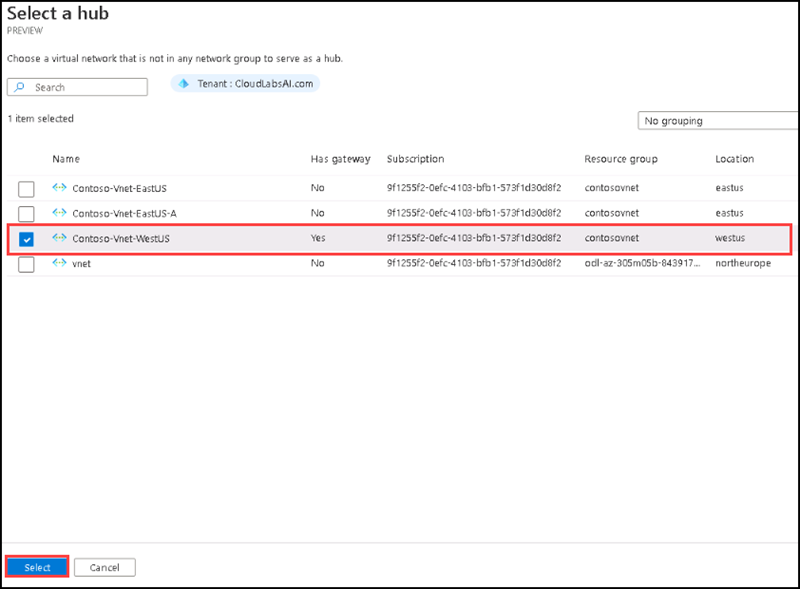 Select a hub
PREVIEW
Choose a virtual network that is not in any network group to serve as a hub.
Search
Tenant : CloudLabsAI.com
1 item selected
No grouping
Name Has gateway Subscription Resource group Location
Contoso-Vnet-EastUS No 9f1255f2-0efc-4103-bfb1-573f1d30d8f2 contosovnet eastus
Contoso-Vnet-EastUS-A No 9f1255f2-0efc-4103-bfb1-573f1d30d8f2 contosovnet eastus
Contoso-Vnet-WestUS Yes 9f1255f2-0efc-4103-bfb1-573f1d30d8f2 contosovnet westus
vnet No 9f1255f2-0efc-4103-bfb1-573f1d30d8f2 odl-az-305m05b-843917... northeurope
Select Cancel